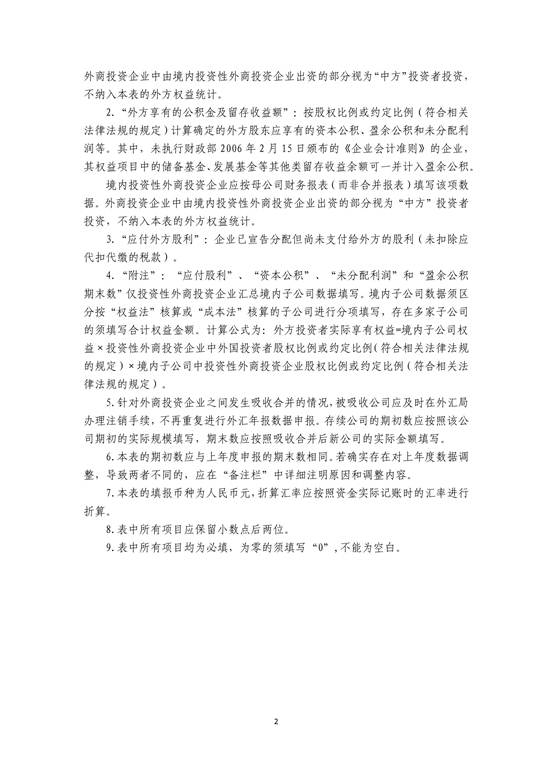 外商投资企业中由境内投资性外商投资企业出资的部分视为“中方”投资者投资，
不纳入本表的外方权益统计。
2.“外方享有的公积金及留存收益额”：按股权比例或约定比例（符合相关
法律法规的规定）计算确定的外方股东应享有的资本公积、盈余公积和未分配利
润等。其中，未执行财政部 2006 年 2 月 15 日颁布的《企业会计准则》的企业，
其权益项目中的储备基金、发展基金等其他类留存收益余额可一并计入盈余公积。
境内投资性外商投资企业应按母公司财务报表（而非合并报表）填写该项数
据。外商投资企业中由境内投资性外商投资企业出资的部分视为“中方”投资者
投资，不纳入本表的外方权益统计。
3.“应付外方股利”：企业已宣告分配但尚未支付给外方的股利（未扣除应
代扣代缴的税款）。
4.“附注”：“应付股利”、“资本公积”、“未分配利润”和“盈余公积
期末数”仅投资性外商投资企业汇总境内子公司数据填写。境内子公司数据须区
分按“权益法”核算或“成本法”核算的子公司进行分项填写，存在多家子公司
的须填写合计权益金额。计算公式为：外方投资者实际享有权益=境内子公司权
益×投资性外商投资企业中外国投资者股权比例或约定比例（符合相关法律法规
的规定）×境内子公司中投资性外商投资企业股权比例或约定比例（符合相关法
律法规的规定）。
5.针对外商投资企业之间发生吸收合并的情况，被吸收公司应及时在外汇局
办理注销手续，不再重复进行外汇年报数据申报。存续公司的期初数应按照该公
司期初的实际规模填写，期末数应按照吸收合并后新公司的实际金额填写。
6.本表的期初数应与上年度申报的期末数相同。若确实存在对上年度数据调
整，导致两者不同的，应在“备注栏”中详细注明原因和调整内容。
7.本表的填报币种为人民币元，折算汇率应按照资金实际记账时的汇率进行
折算。
8.表中所有项目应保留小数点后两位。
9.表中所有项目均为必填，为零的须填写“0”，不能为空白。
2